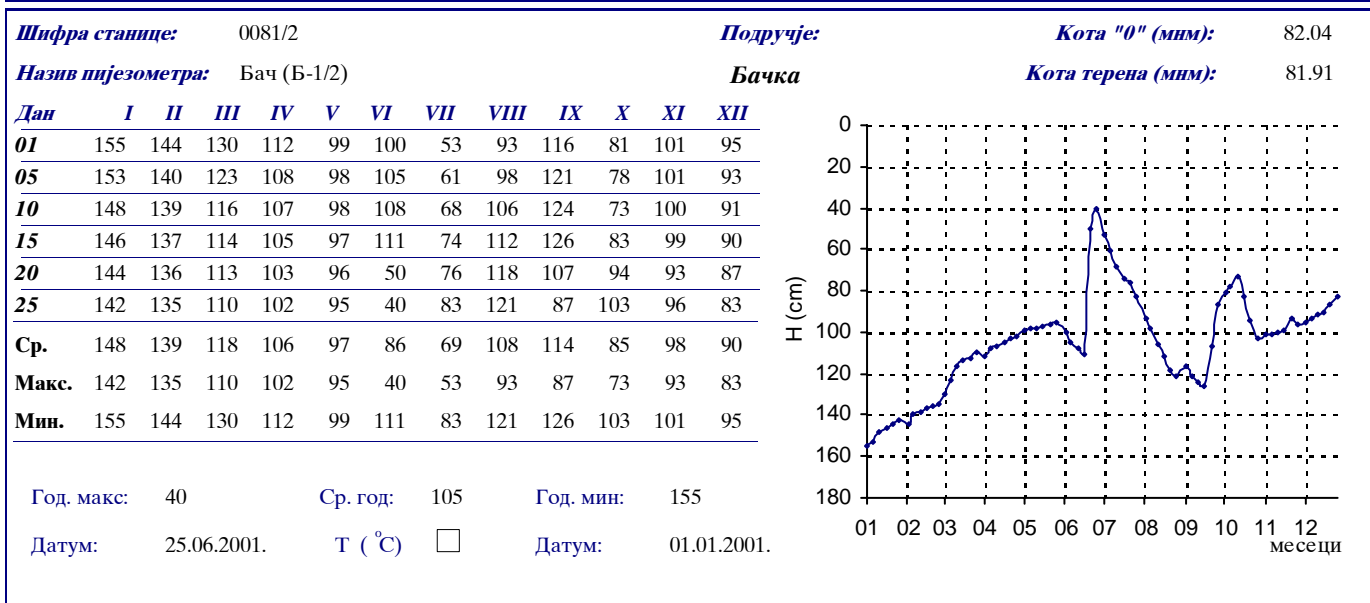 Шифра станице: 0081/2 Подручје: Кота "0" (мнм): 82.04
Назив пијезометра: Бач (Б-1/2) Бачка Кота терена (мнм): 81.91
Дан I II III IV V VI VII VIII IX X XI XII
01 155 144 130 112 99 100 53 93 116 81 101 95
05 153 140 123 108 98 105 61 98 121 78 101 93
10 148 139 116 107 98 108 68 106 124 73 100 91
15 146 137 114 105 97 111 74 112 126 83 99 90
20 144 136 113 103 96 50 76 118 107 94 93 87
25 142 135 110 102 95 40 83 121 87 103 96 83
Ср. 148 139 118 106 97 86 69 108 114 85 98 90
Макс. 142 135 110 102 95 40 53 93 87 73 93 83
Мин. 155 144 130 112 99 111 83 121 126 103 101 95
Год. макс: 40 Ср. год: 105 Год. мин: 155
Датум: 25.06.2001. Т ( °C) Датум: 01.01.2001.
H (cm)
0
20
40
60
80
100
120
140
160
180
01 02 03 04 05 06 07 08 09 10 11 12
месеци